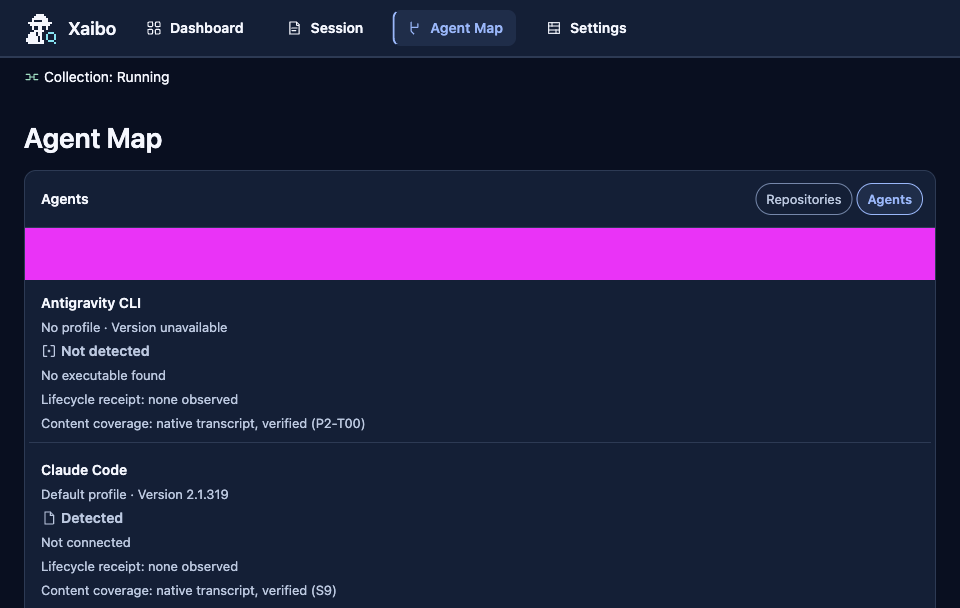 Xaibo
Dashboard
Session
Agent Map
Settings
Collection: Running
Agent Map
Agents
Repositories
Agents
Antigravity CLI
No profile · Version unavailable
Not detected
No executable found
Lifecycle receipt: none observed
Content coverage: native transcript, verified (P2-T00)
Claude Code
Default profile · Version 2.1.319
Detected
Not connected
Lifecycle receipt: none observed
Content coverage: native transcript, verified (S9)